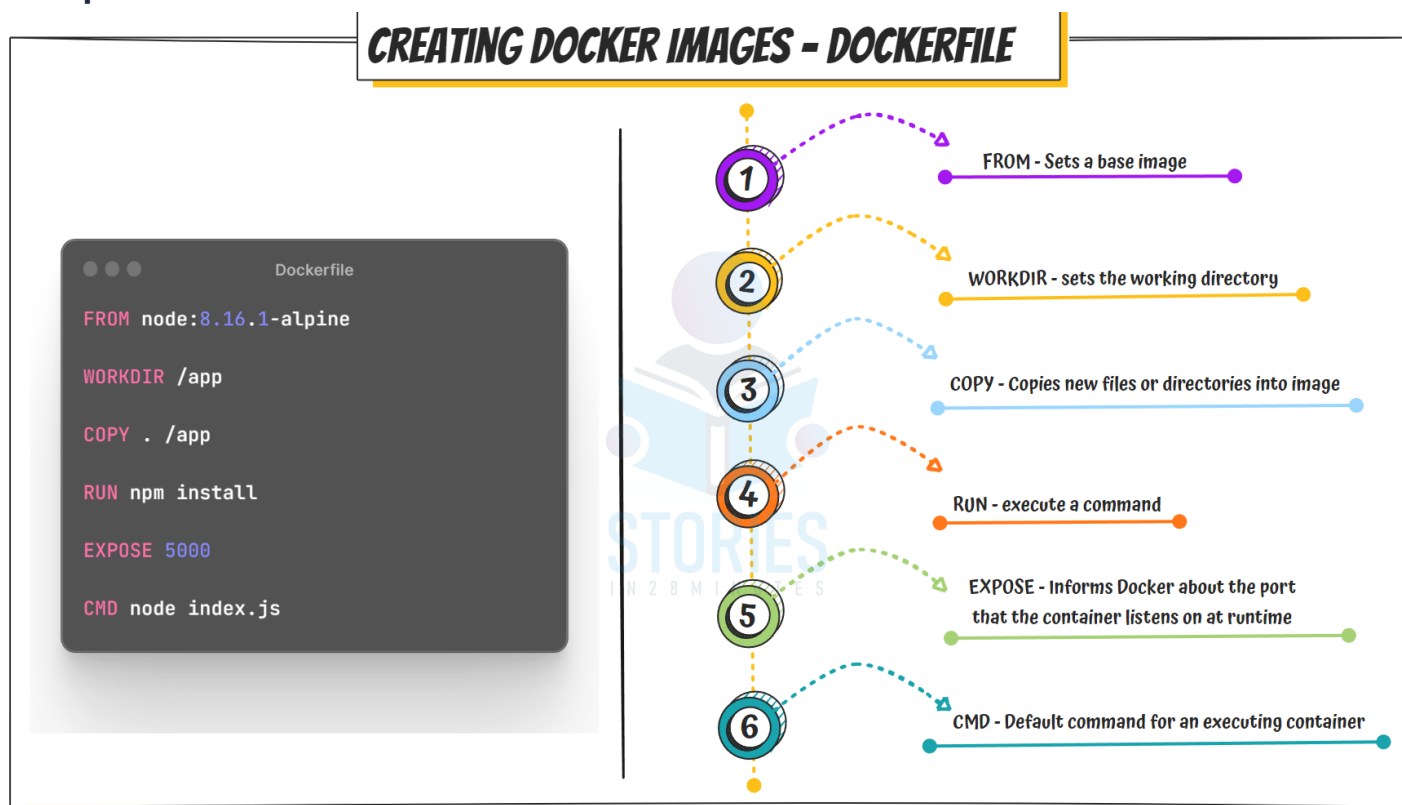 CREATING DOCKER IMAGES - DOCKERFILE
Dockerfile
FROM node:8.16.1-alpine
WORKDIR /app
COPY . /app
RUN npm install
EXPOSE 5000
CMD node index.js
1
FROM - Sets a base image
2
WORKDIR - sets the working directory
3
COPY - Copies new files or directories into image
4
RUN - execute a command
5
EXPOSE - Informs Docker about the port
that the container listens on at runtime
6
CMD - Default command for an executing container
STORIES
IN28MINUTES